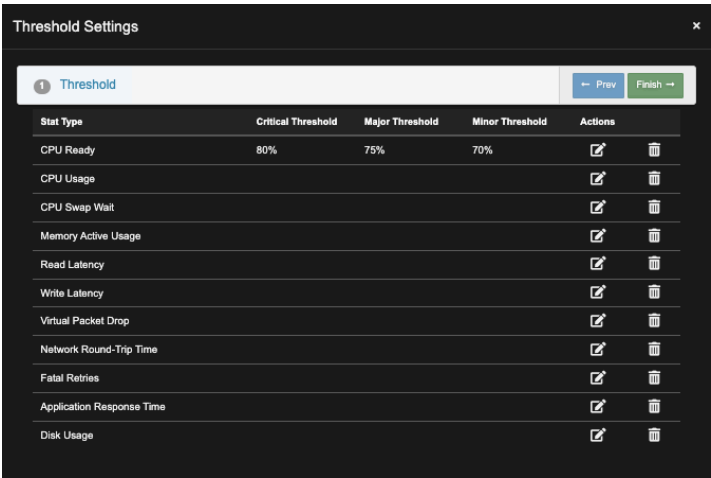 Threshold Settings ×
1 Threshold ← Prev Finish →
Stat Type Critical Threshold Major Threshold Minor Threshold Actions
CPU Ready 80% 75% 70%
CPU Usage
CPU Swap Wait
Memory Active Usage
Read Latency
Write Latency
Virtual Packet Drop
Network Round-Trip Time
Fatal Retries
Application Response Time
Disk Usage